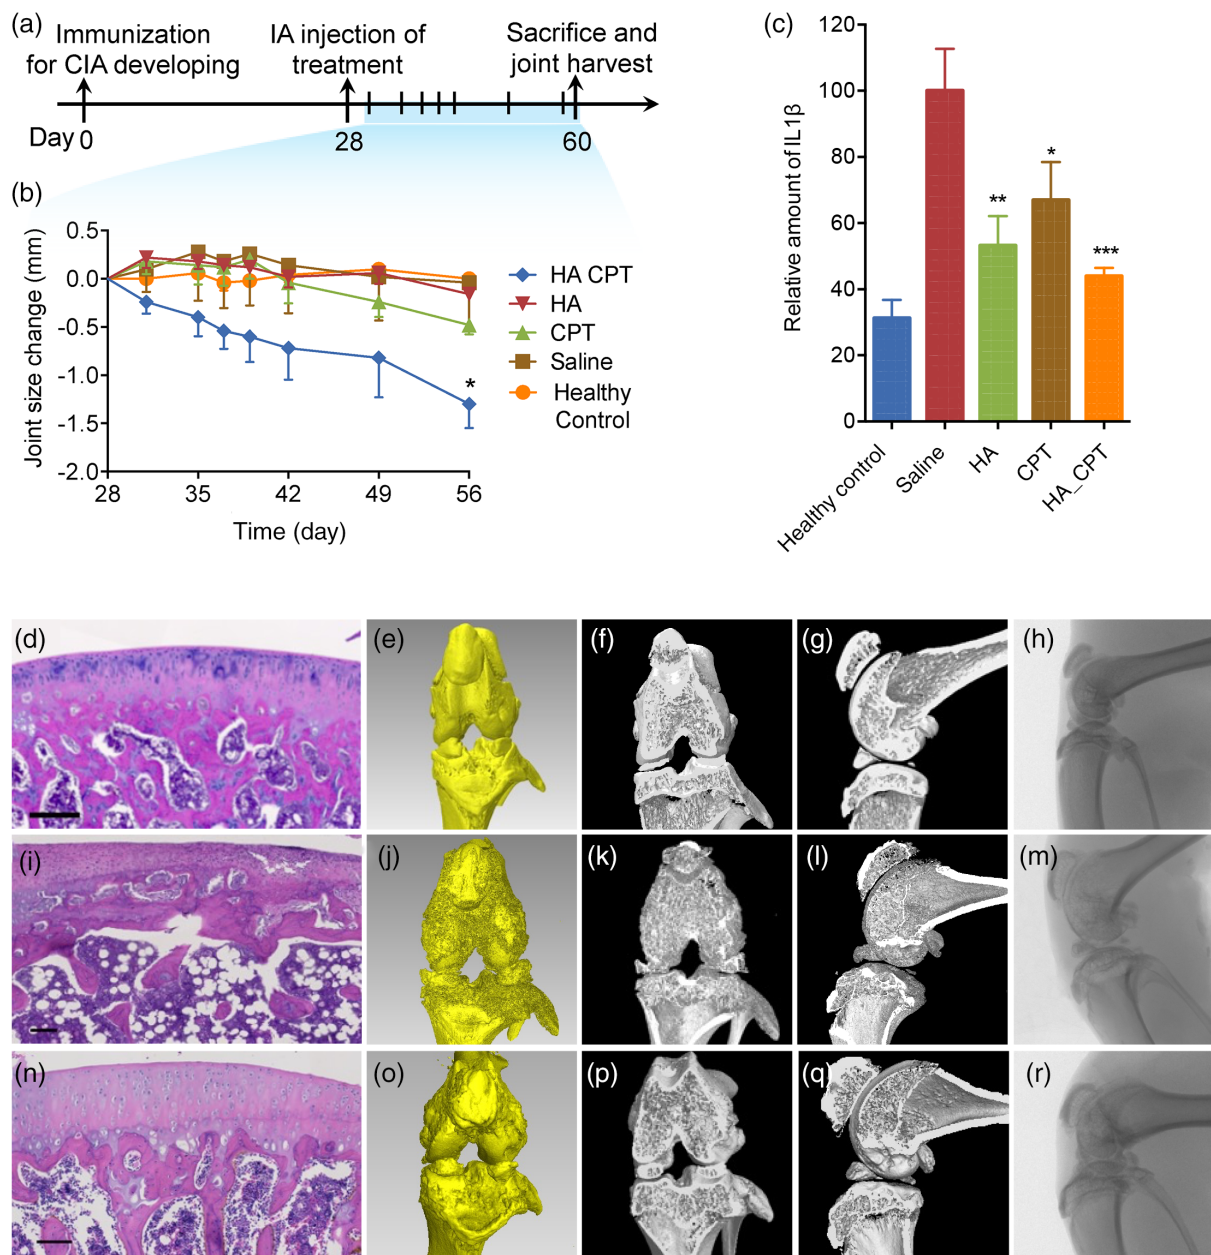 (a)
Immunization
for CIA developing
IA injection of
treatment
Sacrifice and
joint harvest
Day 0
28
60
(b)
Joint size change (mm)
0.5
0.0
-0.5
-1.0
-1.5
-2.0
28 35 42 49 56
Time (day)
*
HA CPT
HA
CPT
Saline
Healthy
Control
(c)
Relative amount of IL1β
120
100
80
60
40
20
0
**
*
***
Healthy control
Saline
HA
CPT
HA_CPT
(d) (e) (f) (g) (h)
(i) (j) (k) (l) (m)
(n) (o) (p) (q) (r)